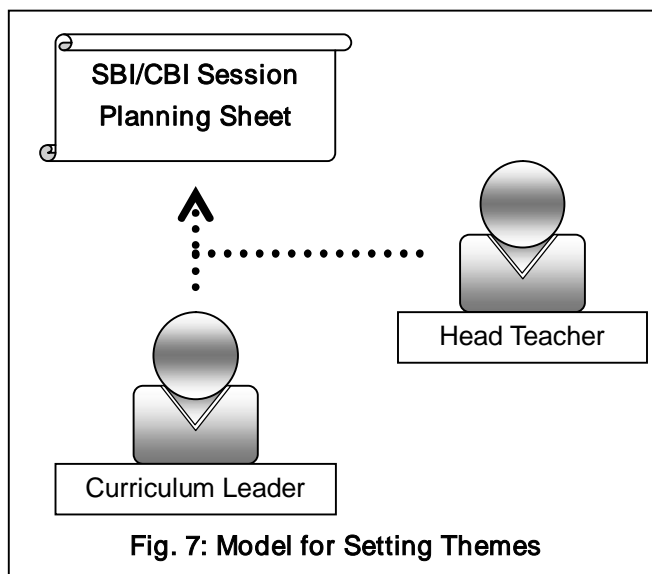 SBI/CBI Session
Planning Sheet
Head Teacher
Curriculum Leader
Fig. 7: Model for Setting Themes